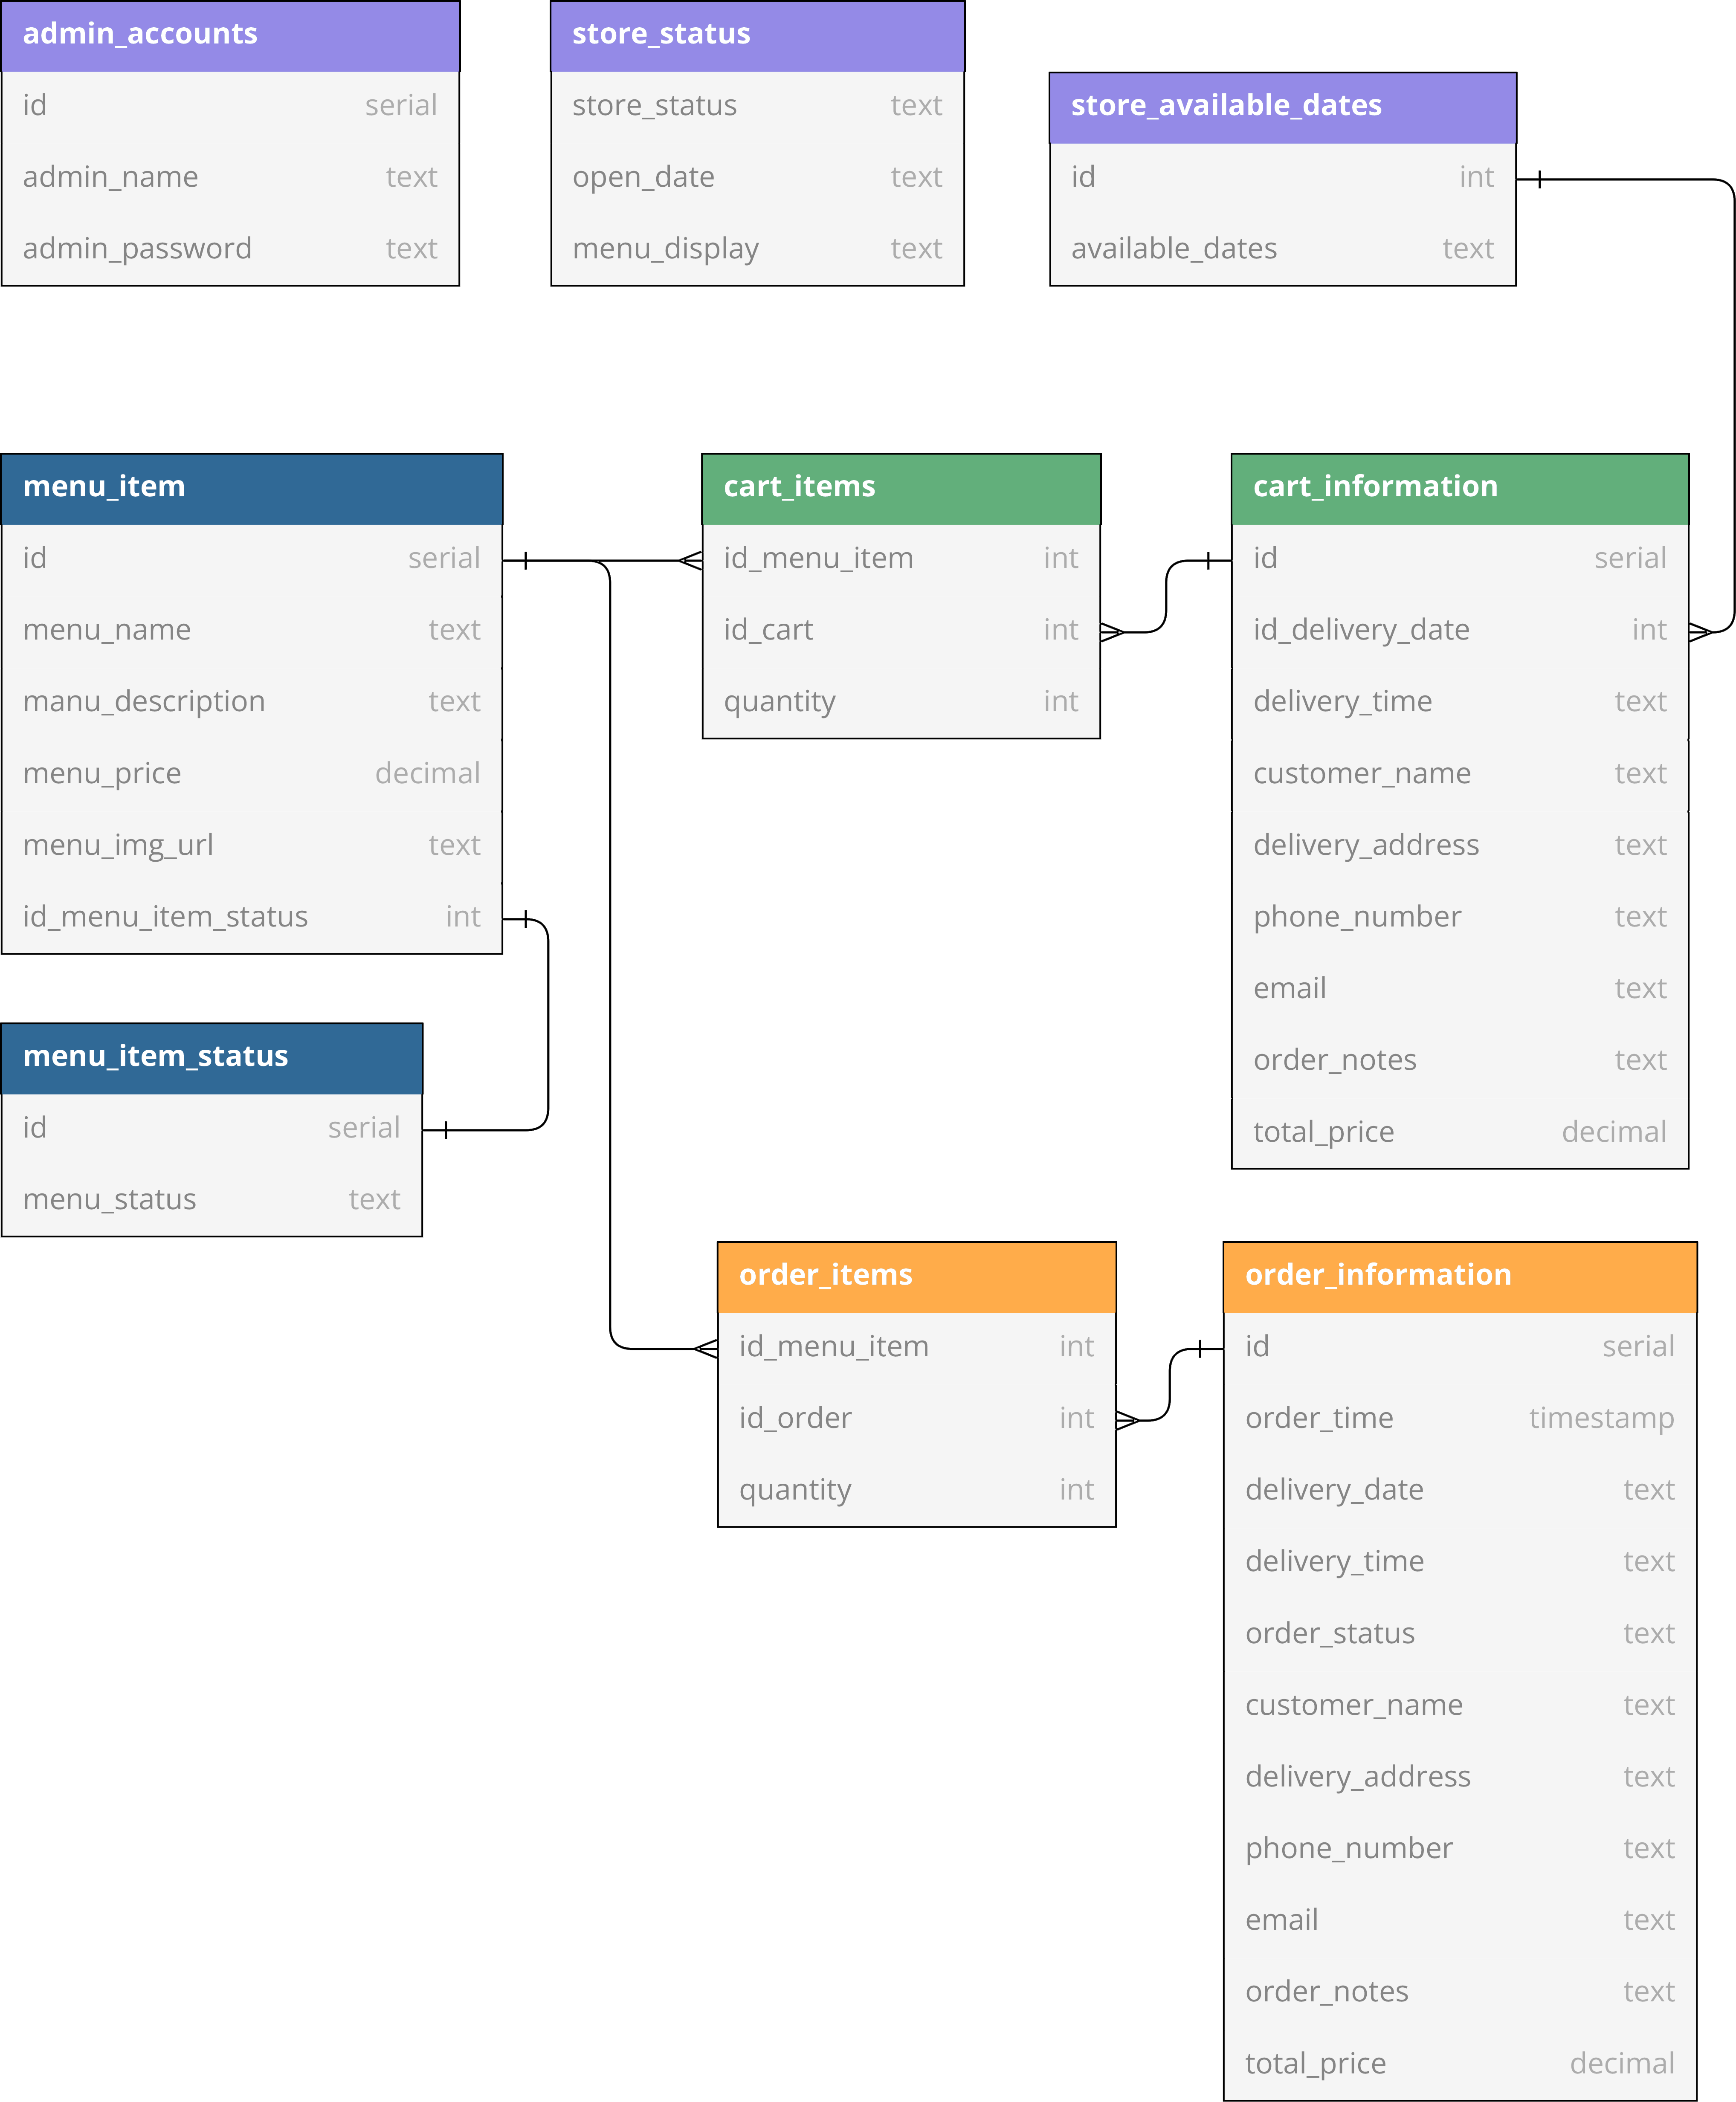 admin_accounts
id serial
admin_name text
admin_password text
store_status
store_status text
open_date text
menu_display text
store_available_dates
id int
available_dates text
menu_item
id serial
menu_name text
manu_description text
menu_price decimal
menu_img_url text
id_menu_item_status int
cart_items
id_menu_item int
id_cart int
quantity int
cart_information
id serial
id_delivery_date int
delivery_time text
customer_name text
delivery_address text
phone_number text
email text
order_notes text
total_price decimal
menu_item_status
id serial
menu_status text
order_items
id_menu_item int
id_order int
quantity int
order_information
id serial
order_time timestamp
delivery_date text
delivery_time text
order_status text
customer_name text
delivery_address text
phone_number text
email text
order_notes text
total_price decimal